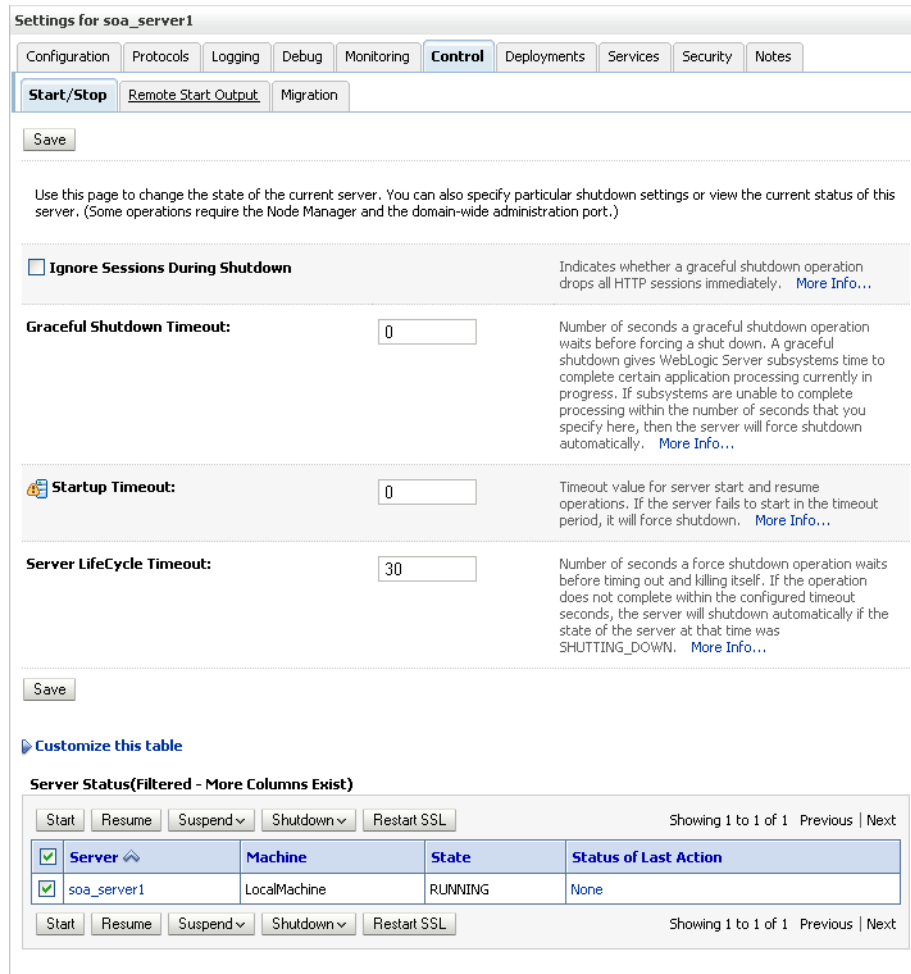 Settings for soa_server1
Configuration Protocols Logging Debug Monitoring Control Deployments Services Security Notes
Start/Stop Remote Start Output Migration
Save
Use this page to change the state of the current server. You can also specify particular shutdown settings or view the current status of this
server. (Some operations require the Node Manager and the domain-wide administration port.)
Ignore Sessions During Shutdown
Indicates whether a graceful shutdown operation
drops all HTTP sessions immediately. More Info...
Graceful Shutdown Timeout:
0
Number of seconds a graceful shutdown operation
waits before forcing a shut down. A graceful
shutdown gives WebLogic Server subsystems time to
complete certain application processing currently in
progress. If subsystems are unable to complete
processing within the number of seconds that you
specify here, then the server will force shutdown
automatically. More Info...
Startup Timeout:
0
Timeout value for server start and resume
operations. If the server fails to start in the timeout
period, it will force shutdown. More Info...
Server LifeCycle Timeout:
30
Number of seconds a force shutdown operation waits
before timing out and killing itself. If the operation
does not complete within the configured timeout
seconds, the server will shutdown automatically if the
state of the server at that time was
SHUTTING_DOWN. More Info...
Save
Customize this table
Server Status(Filtered - More Columns Exist)
Start Resume Suspend Shutdown Restart SSL Showing 1 to 1 of 1 Previous | Next
Server Machine State Status of Last Action
soa_server1 LocalMachine RUNNING None
Start Resume Suspend Shutdown Restart SSL Showing 1 to 1 of 1 Previous | Next